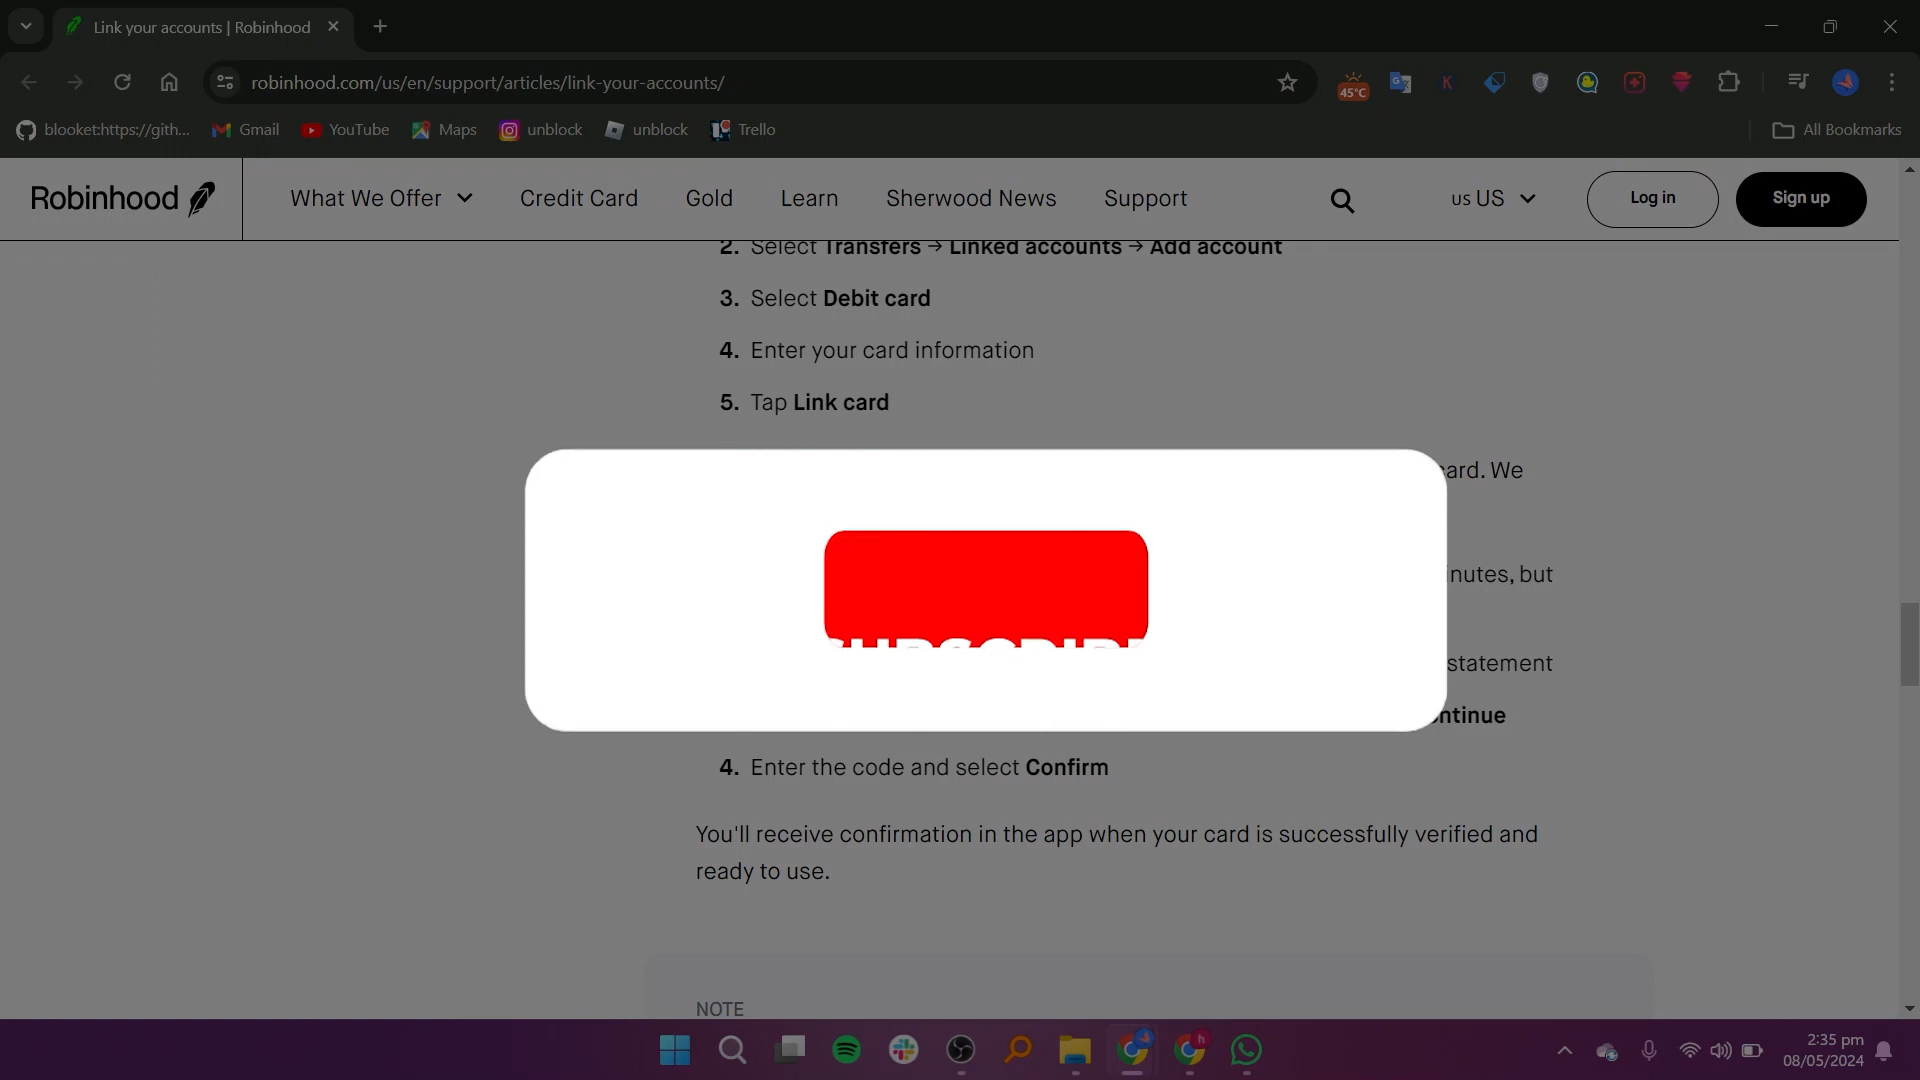 Link your accounts | Robinhood
robinhood.com/us/en/support/articles/link-your-accounts/
45°C
blooket:https://gith...
Gmail
YouTube
Maps
unblock
unblock
Trello
All Bookmarks
Robinhood
What We Offer
Credit Card
Gold
Learn
Sherwood News
Support
us US
Log in
Sign up
2. Select Transfers → Linked accounts → Add account
3. Select Debit card
4. Enter your card information
5. Tap Link card
card. We
inutes, but
SUBSCRIBE
statement
ontinue
4. Enter the code and select Confirm
You'll receive confirmation in the app when your card is successfully verified and
ready to use.
NOTE
2:35 pm
08/05/2024